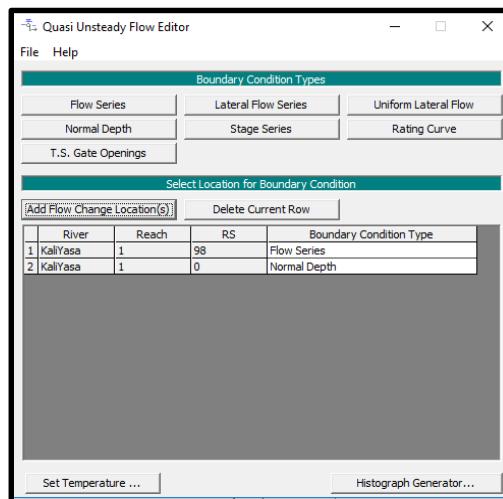 Quasi Unsteady Flow Editor
File Help
Boundary Condition Types
Flow Series Lateral Flow Series Uniform Lateral Flow
Normal Depth Stage Series Rating Curve
T.S. Gate Openings
Select Location for Boundary Condition
Add Flow Change Location(s) Delete Current Row
River Reach RS Boundary Condition Type
1 KaliYasa 1 98 Flow Series
2 KaliYasa 1 0 Normal Depth
Set Temperature ... Histograph Generator...